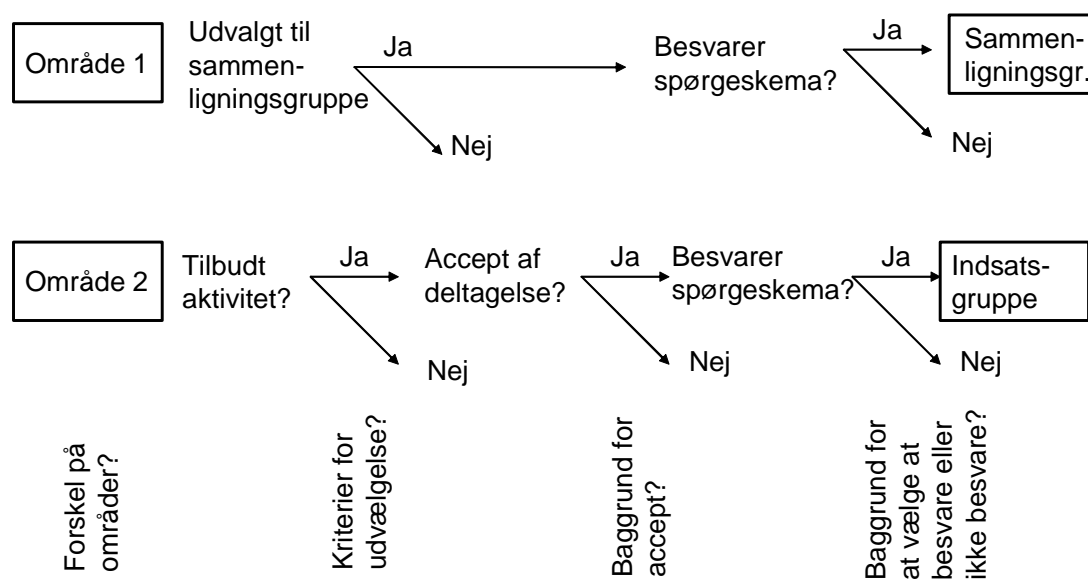 Område 1
Udvalgt til
sammen-
ligningsgruppe
Ja
Nej
Besvarer
spørgeskema?
Ja
Nej
Sammen-
ligningsgr.
Område 2
Tilbudt
aktivitet?
Ja
Nej
Accept af
deltagelse?
Ja
Nej
Besvarer
spørgeskema?
Ja
Nej
Indsats-
gruppe
Forskel på
områder?
Kriterier for
udvælgelse?
Baggrund for
accept?
Baggrund for
at vælge at
besvare eller
ikke besvare?